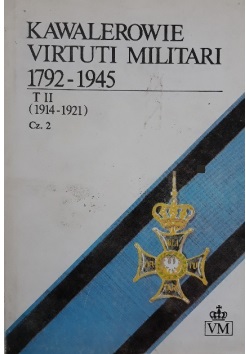 KAWALEROWIE
VIRTUTI MILITARI
1792-1945
T II
(1914-1921)
Cz. 2
VM